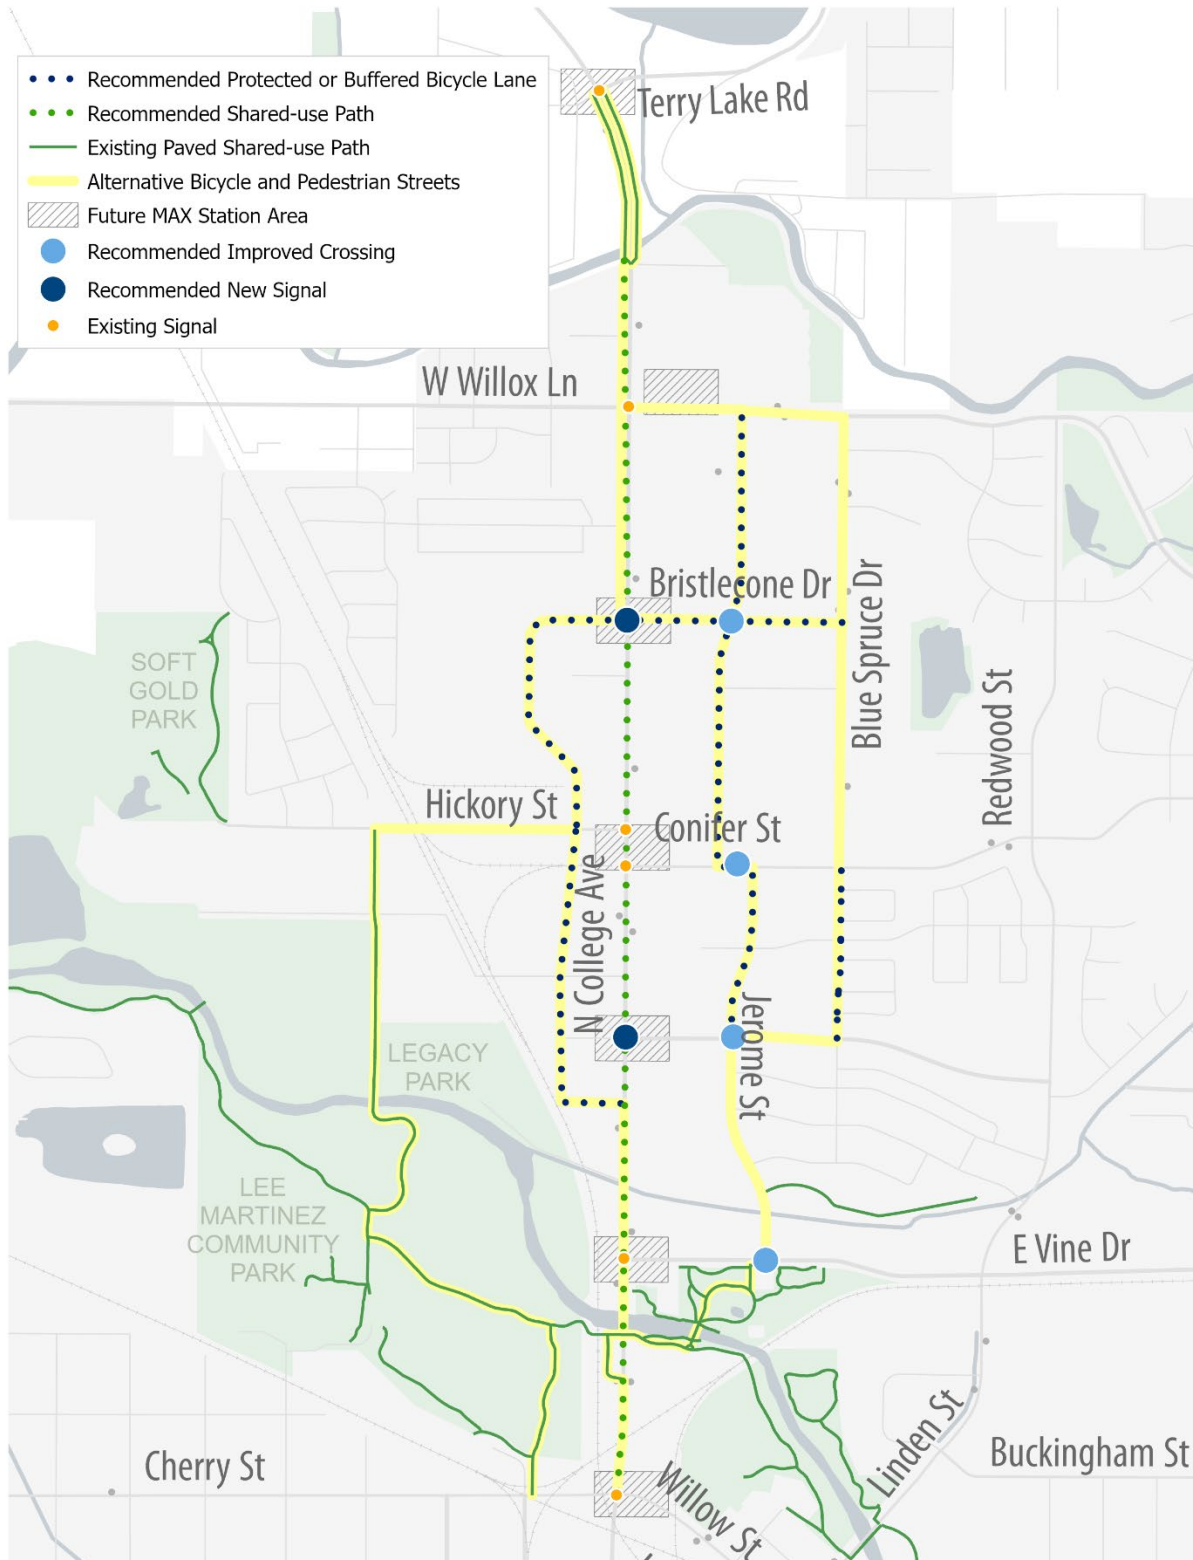 Recommended Protected or Buffered Bicycle Lane
Recommended Shared-use Path
Existing Paved Shared-use Path
Alternative Bicycle and Pedestrian Streets
Future MAX Station Area
Recommended Improved Crossing
Recommended New Signal
Existing Signal
Terry Lake Rd
W Willox Ln
Bristlecone Dr
Blue Spruce Dr
SOFT
GOLD
PARK
Redwood St
Hickory St
Conifer St
N College Ave
Jerome St
LEGACY
PARK
LEE
MARTINEZ
COMMUNITY
PARK
E Vine Dr
Cherry St
Willow St
Linden St
Buckingham St